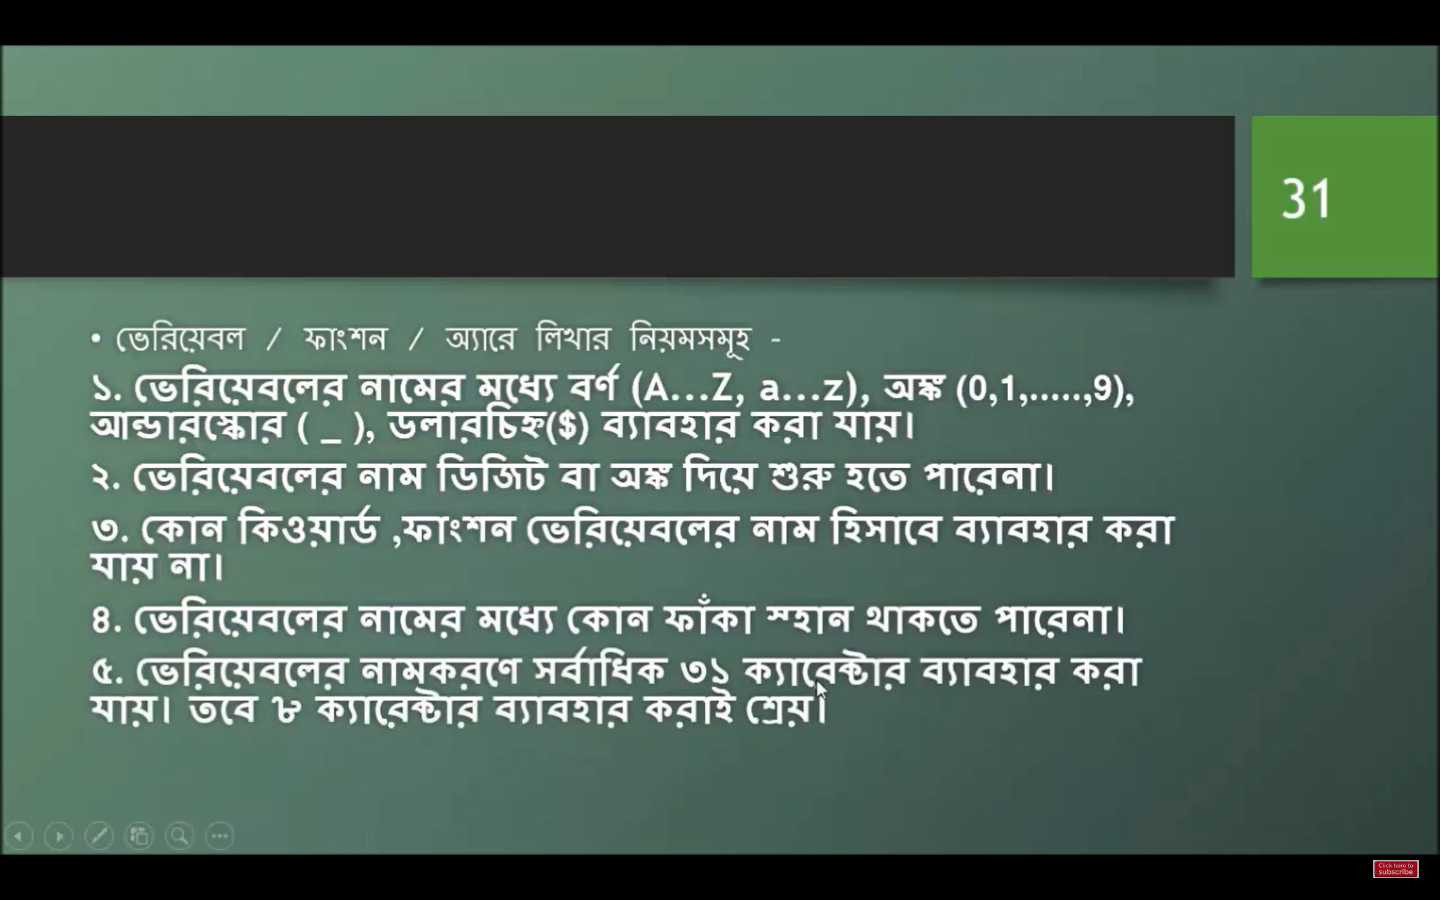 31
• ভেরিয়েবল / ফাংশন / অ্যারে লিখার নিয়মসমূহ -
১. ভেরিয়েবলের নামের মধ্যে বর্ণ (A...Z, a...z), অঙ্ক (0,1,.....,9),
আন্ডারস্কোর ( _ ), ডলারচিহ্ন($) ব্যাবহার করা যায়।
২. ভেরিয়েবলের নাম ডিজিট বা অঙ্ক দিয়ে শুরু হতে পারেনা।
৩. কোন কিওয়ার্ড ,ফাংশন ভেরিয়েবলের নাম হিসাবে ব্যাবহার করা
যায় না।
৪. ভেরিয়েবলের নামের মধ্যে কোন ফাঁকা স্হান থাকতে পারেনা।
৫. ভেরিয়েবলের নামকরণে সর্বাধিক ৩১ ক্যারেক্টার ব্যাবহার করা
যায়। তবে ৮ ক্যারেক্টার ব্যাবহার করাই শ্রেয়।
Click here to
subscribe